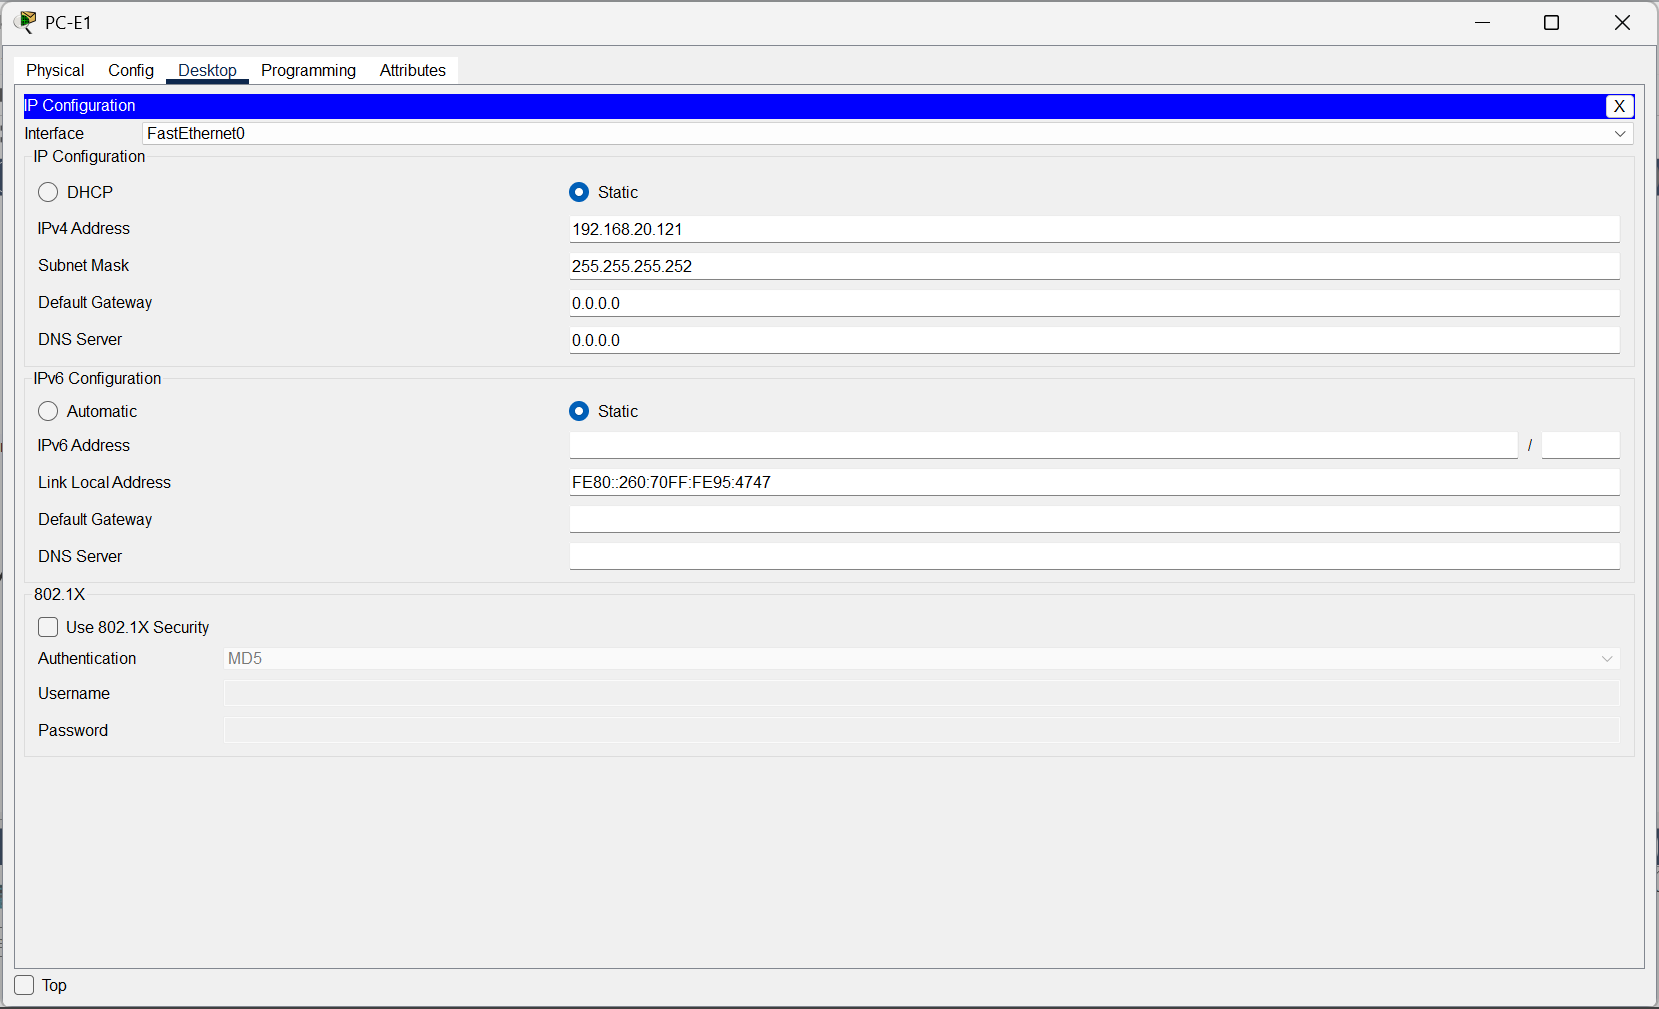 PC-E1
Physical Config Desktop Programming Attributes
IP Configuration X
Interface FastEthernet0
IP Configuration
DHCP Static
IPv4 Address 192.168.20.121
Subnet Mask 255.255.255.252
Default Gateway 0.0.0.0
DNS Server 0.0.0.0
IPv6 Configuration
Automatic Static
IPv6 Address /
Link Local Address FE80::260:70FF:FE95:4747
Default Gateway
DNS Server
802.1X
Use 802.1X Security
Authentication MD5
Username
Password
Top